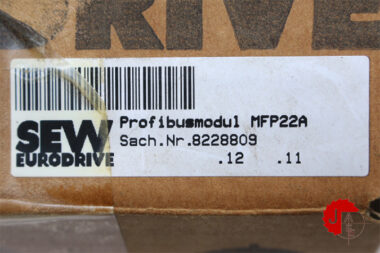 DRIVE
SEW
EURODRIVE
Profibusmodul MFP22A
Sach.Nr.8228809
.12 .11